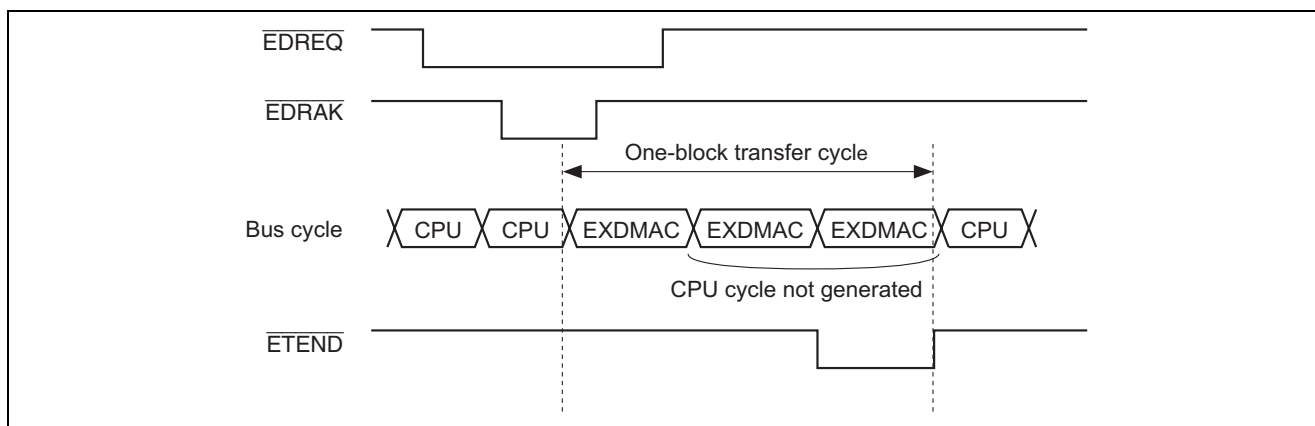 EDREQ
EDRAK
One-block transfer cycle
Bus cycle CPU CPU EXDMAC EXDMAC EXDMAC CPU
CPU cycle not generated
ETEND